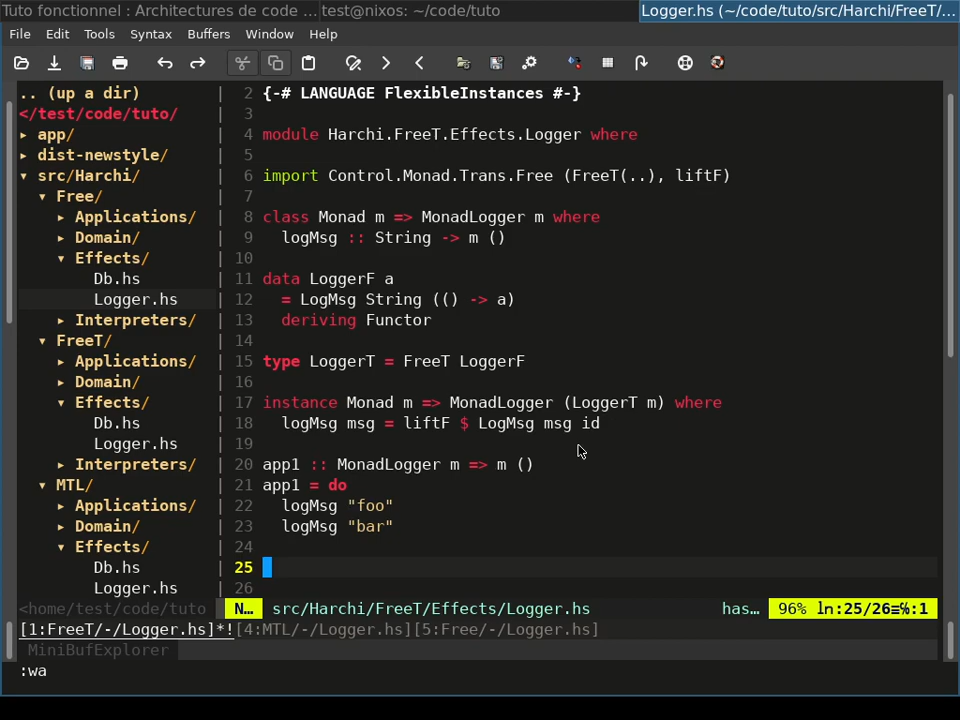 Tuto fonctionnel : Architectures de code ... test@nixos: ~/code/tuto Logger.hs (~/code/tuto/src/Harchi/FreeT/...
File Edit Tools Syntax Buffers Window Help
.. (up a dir)
</test/code/tuto/
▸ app/
▸ dist-newstyle/
▾ src/Harchi/
▾ Free/
▸ Applications/
▸ Domain/
▾ Effects/
Db.hs
Logger.hs
▸ Interpreters/
▾ FreeT/
▸ Applications/
▸ Domain/
▾ Effects/
Db.hs
Logger.hs
▸ Interpreters/
▾ MTL/
▸ Applications/
▸ Domain/
▾ Effects/
Db.hs
Logger.hs
<home/test/code/tuto
2 {-# LANGUAGE FlexibleInstances #-}
3
4 module Harchi.FreeT.Effects.Logger where
5
6 import Control.Monad.Trans.Free (FreeT(..), liftF)
7
8 class Monad m => MonadLogger m where
9   logMsg :: String -> m ()
10
11 data LoggerF a
12   = LogMsg String (() -> a)
13   deriving Functor
14
15 type LoggerT = FreeT LoggerF
16
17 instance Monad m => MonadLogger (LoggerT m) where
18   logMsg msg = liftF $ LogMsg msg id
19
20 app1 :: MonadLogger m => m ()
21 app1 = do
22   logMsg "foo"
23   logMsg "bar"
24
25
26
N… src/Harchi/FreeT/Effects/Logger.hs has… 96% ln:25/26≡℅:1
[1:FreeT/-/Logger.hs]*![4:MTL/-/Logger.hs][5:Free/-/Logger.hs]
MiniBufExplorer
:wa